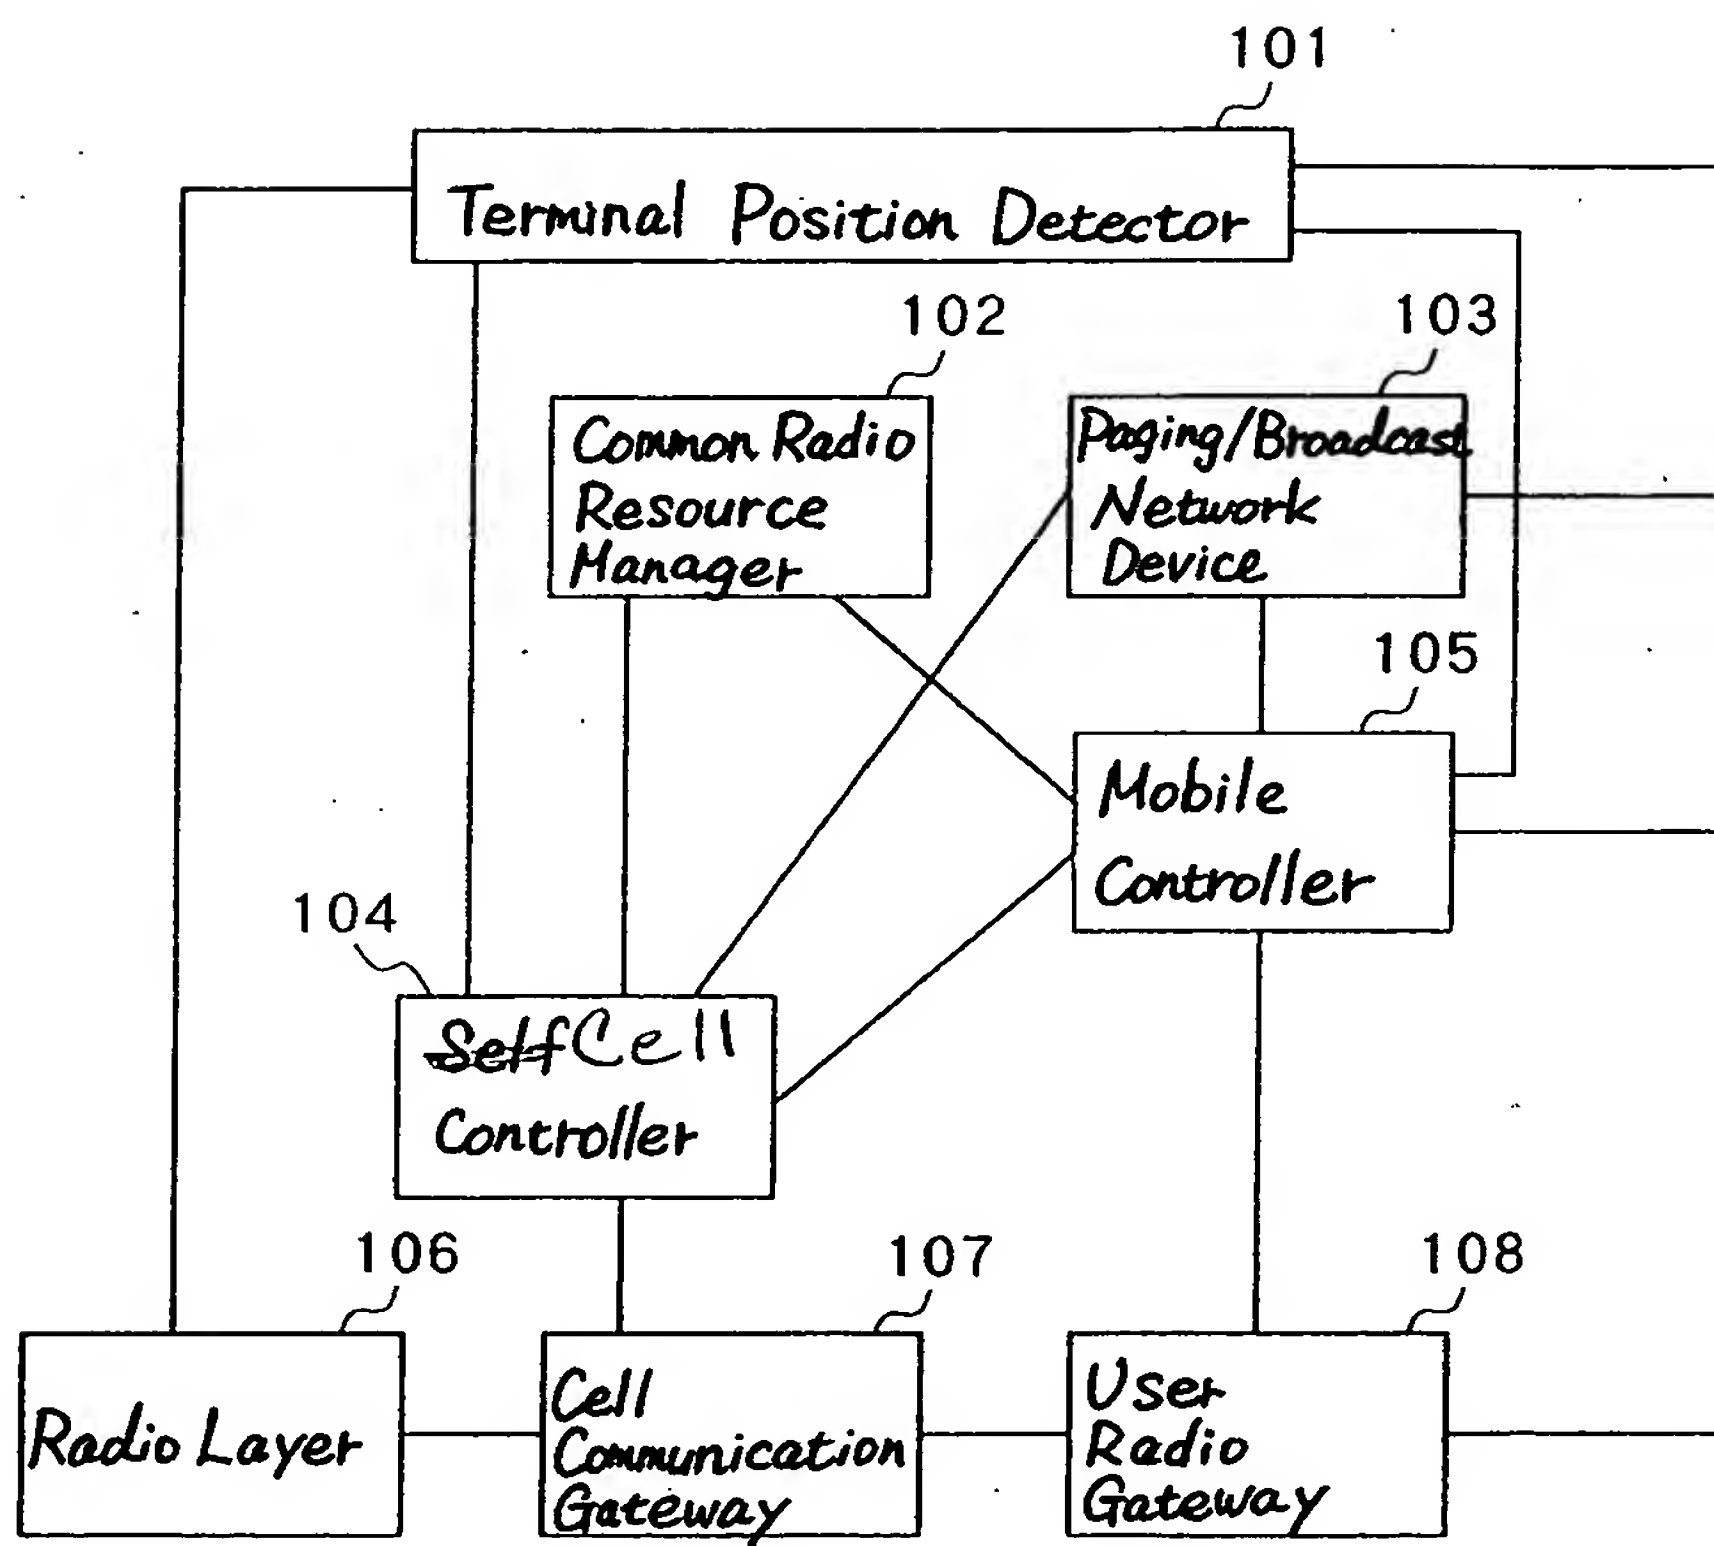 101
Terminal Position Detector
102
Common Radio
Resource
Manager
103
Paging/Broadcast
Network
Device
105
Mobile
Controller
104
Self Cell
Controller
106
Radio Layer
107
Cell
Communication
Gateway
108
User
Radio
Gateway